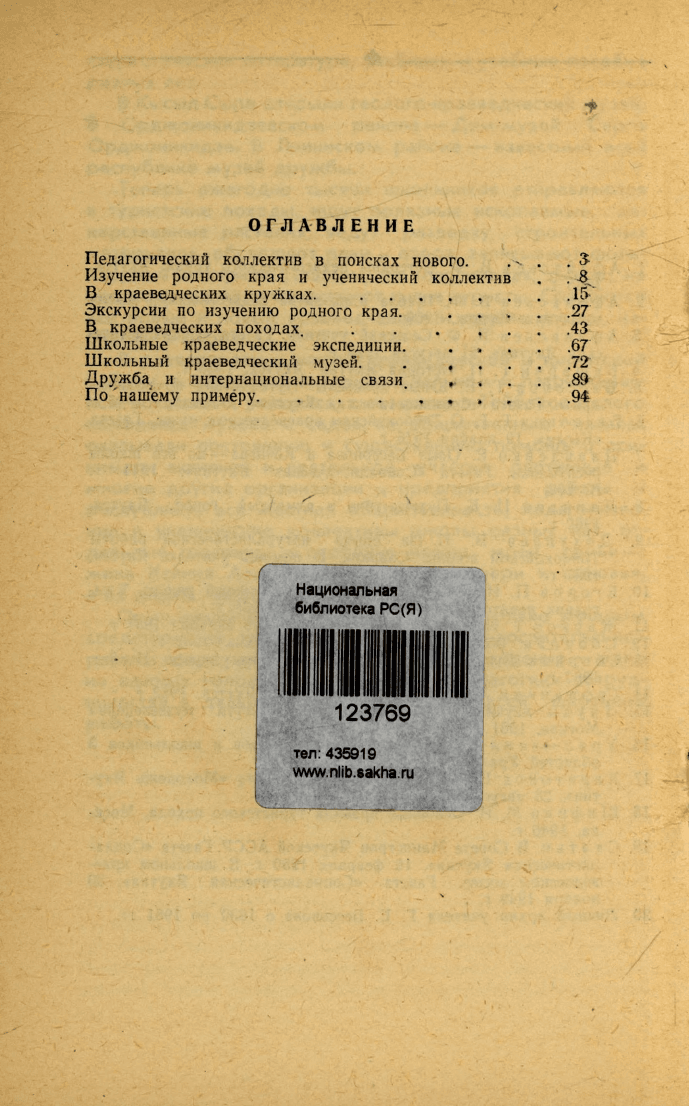 ОГЛАВЛЕНИЕ
Педагогический коллектив в поисках нового. . . . 3
Изучение родного края и ученический коллектив . . 8
В краеведческих кружках. . . . . . . . 15
Экскурсии по изучению родного края. . . . . . 27
В краеведческих походах . . . . . . . 43
Школьные краеведческие экспедиции. . . . . . 67
Школьный краеведческий музей. . . . . . . 72
Дружба и интернациональные связи . . . . . . 89
По нашему примеру. . . . . . . . . . 94
Национальная
библиотека РС(Я)
123769
тел: 435919
www.nlib.sakha.ru